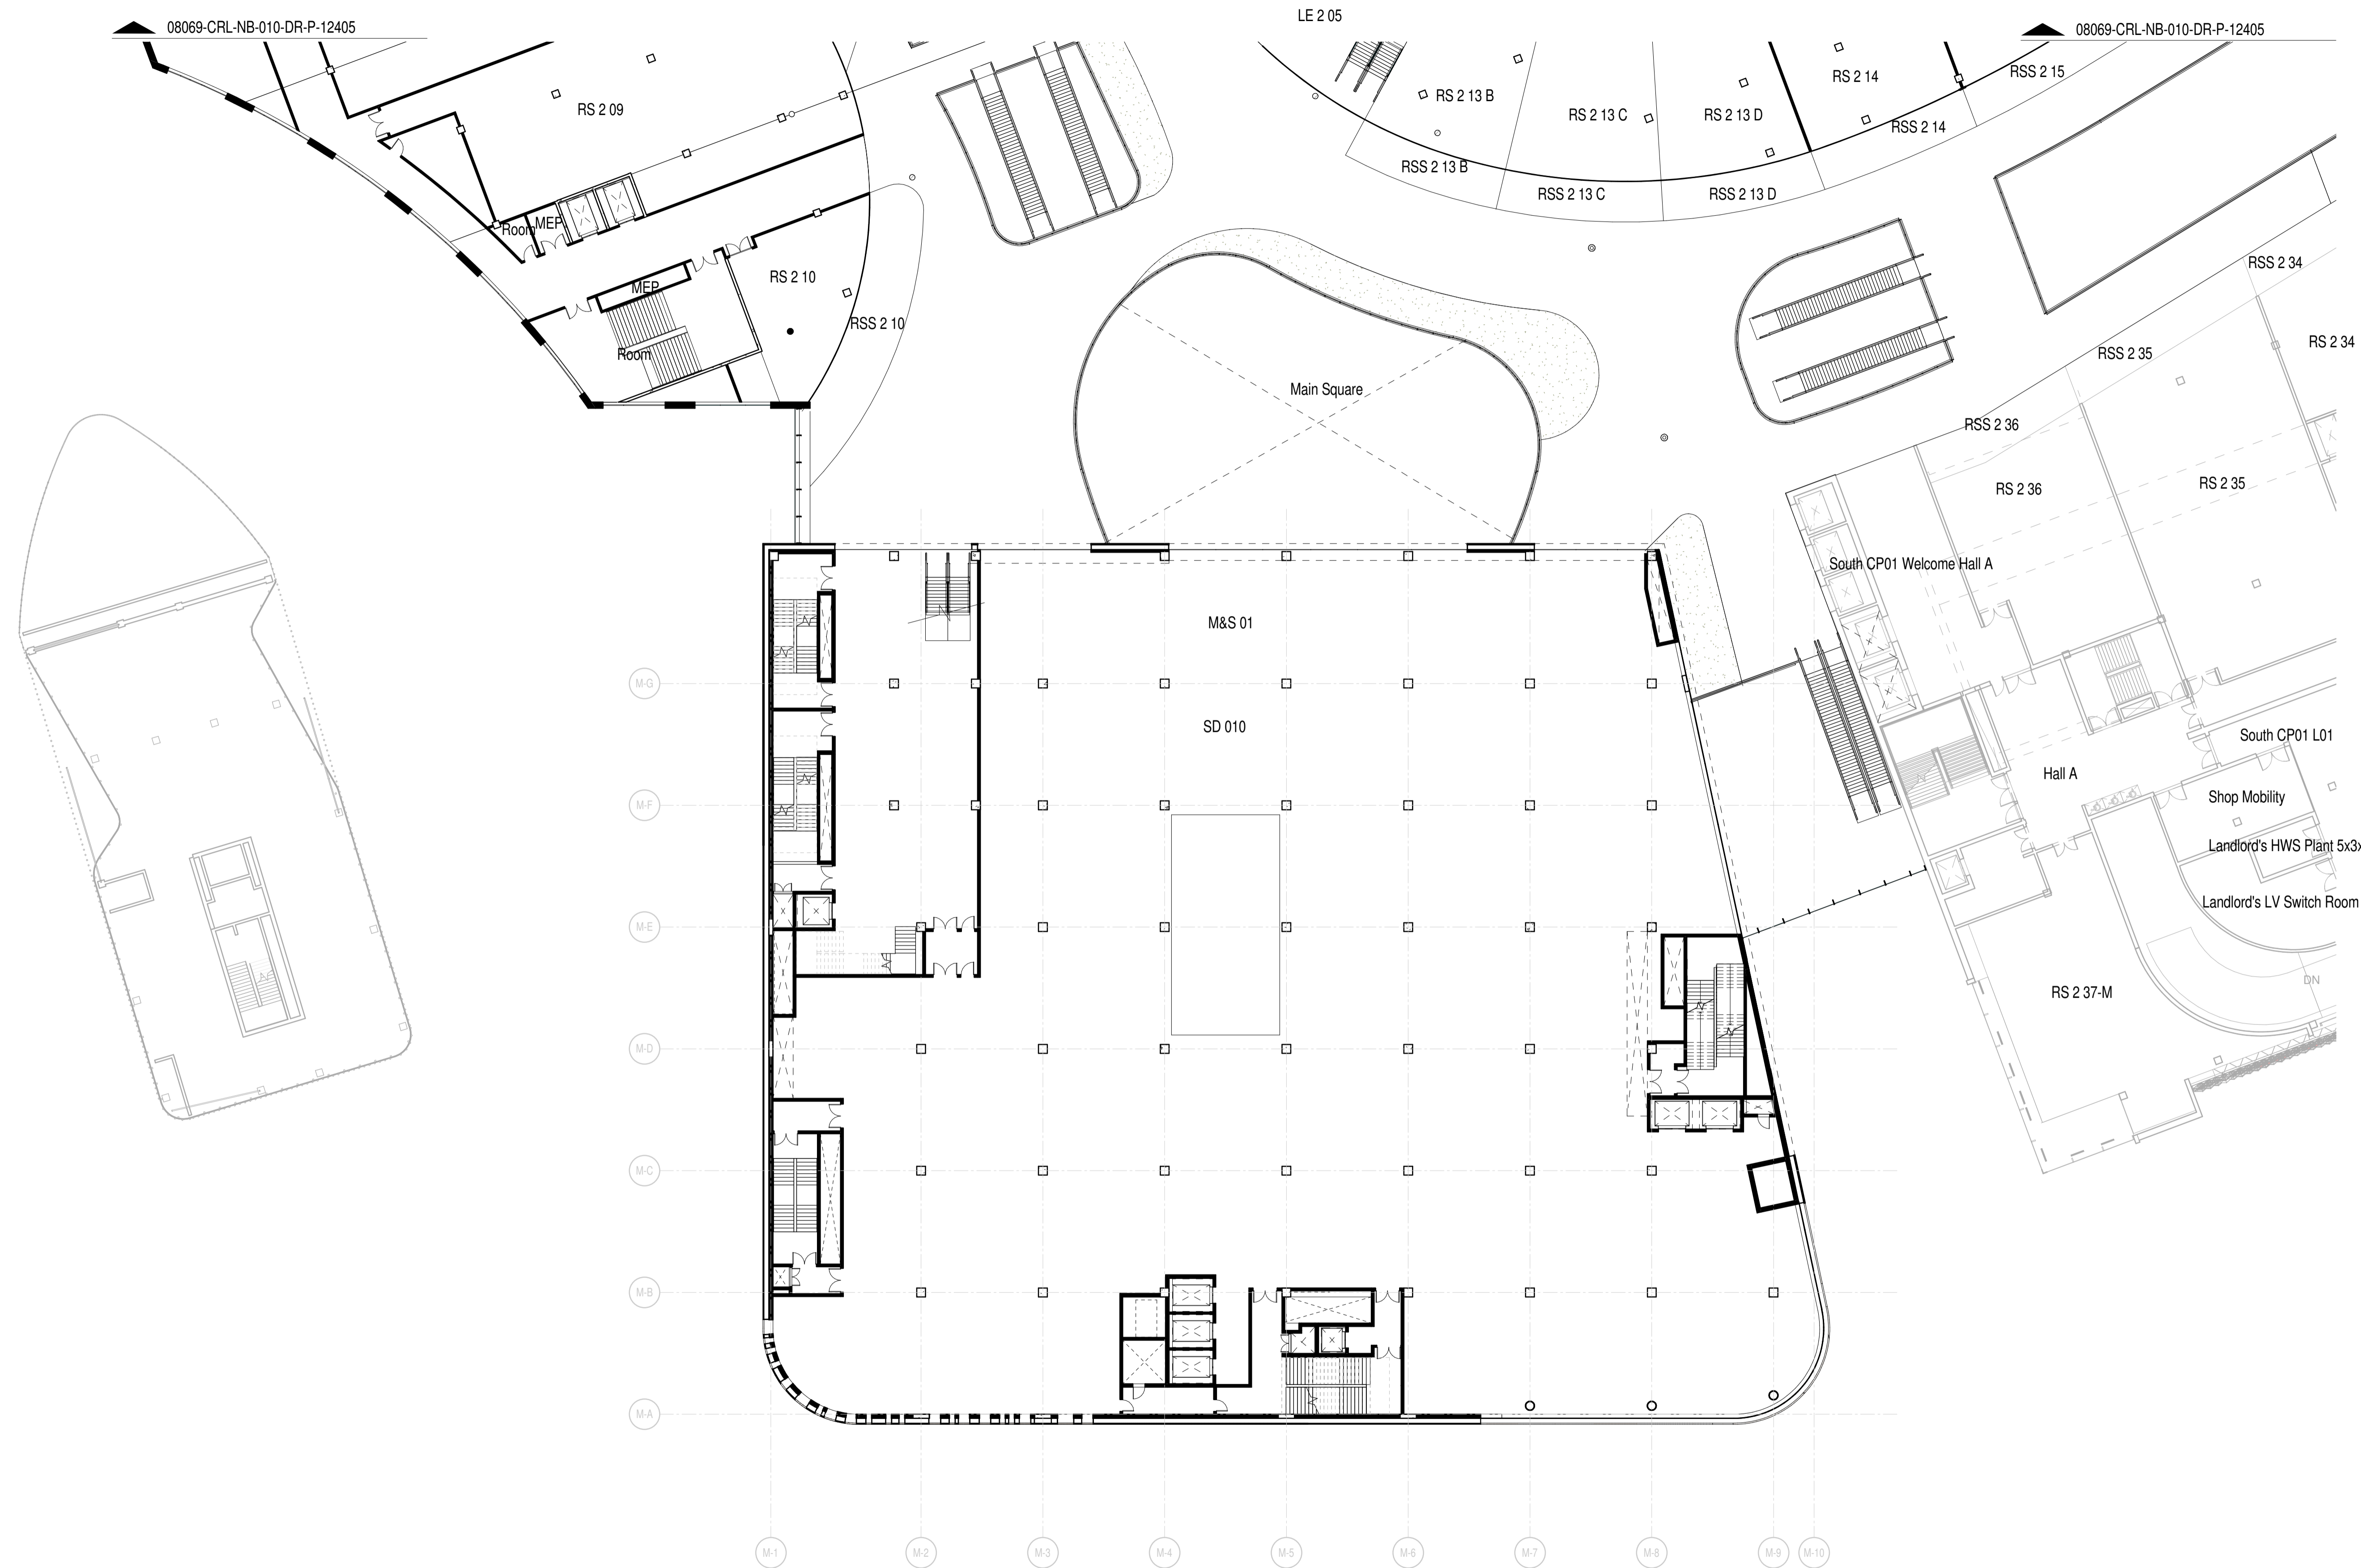 LE 2 05
08069-CRL-NB-010-DR-P-12405
08069-CRL-NB-010-DR-P-12405
RS 2 09
RS 2 13 B
RS 2 13 C
RS 2 13 D
RS 2 14
RSS 2 15
RSS 2 14
RSS 2 13 B
RSS 2 13 C
RSS 2 13 D
MEP
Room
RS 2 10
MEP
RSS 2 10
Room
RSS 2 34
RS 2 34
RSS 2 35
Main Square
RSS 2 36
RS 2 36
RS 2 35
South CP01 Welcome Hall A
M&S 01
M-G
SD 010
South CP01 L01
Hall A
Shop Mobility
M-F
Landlord's HWS Plant 5x3x
Landlord's LV Switch Room
M-E
DN
RS 2 37-M
M-D
M-C
M-B
M-A
M-1
M-2
M-3
M-4
M-5
M-6
M-7
M-8
M-9
M-10